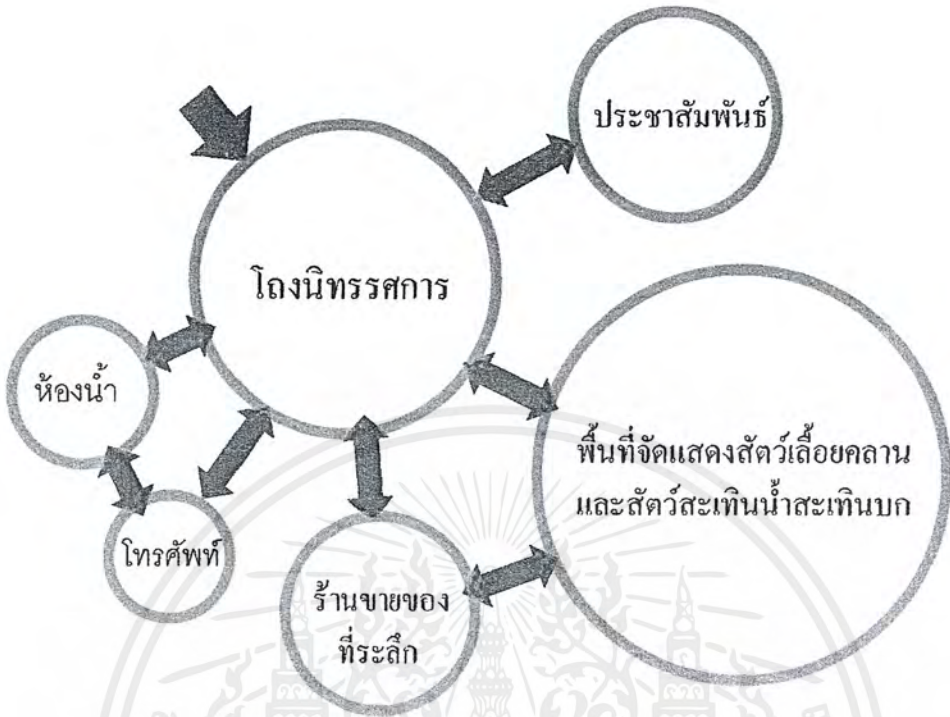 ประชาสัมพันธ์
โถงนิทรรศการ
ห้องน้ำ
พื้นที่จัดแสดงสัตว์เลื้อยคลาน
และสัตว์สะเทินน้ำสะเทินบก
โทรศัพท์
ร้านขายของ
ที่ระลึก